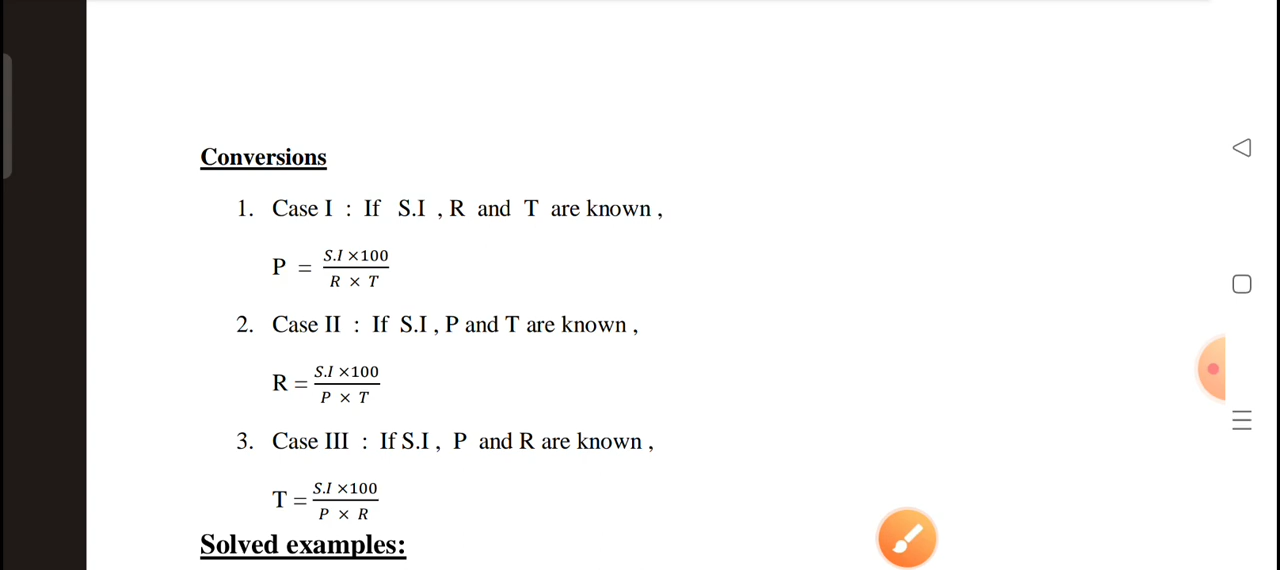 Conversions
1. Case I : If S.I , R and T are known ,
P = S.I ×100 / R × T
2. Case II : If S.I , P and T are known ,
R = S.I ×100 / P × T
3. Case III : If S.I , P and R are known ,
T = S.I ×100 / P × R
Solved examples: